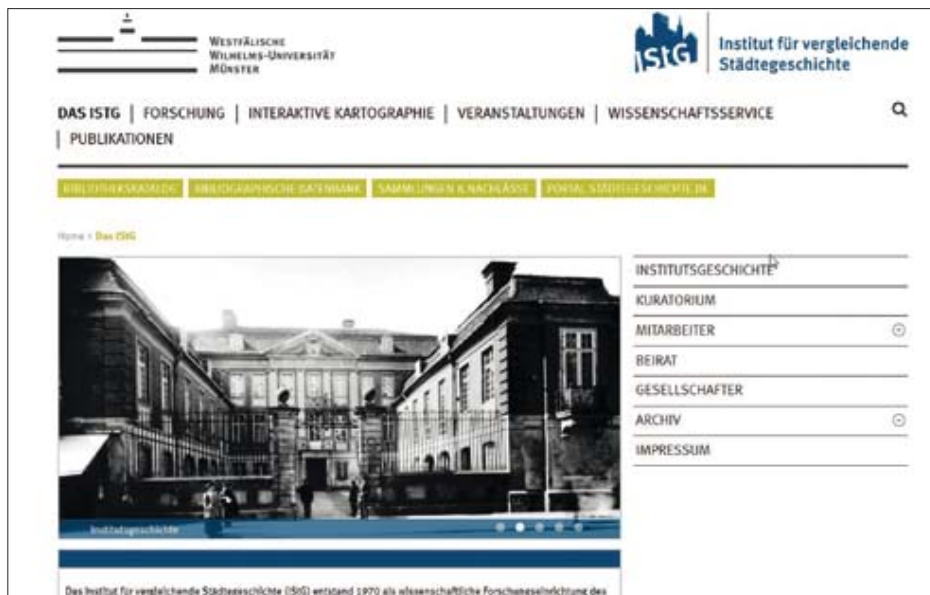 WESTFÄLISCHE
WILHELMS-UNIVERSITÄT
MÜNSTER
IStG
Institut für vergleichende
Städtegeschichte
DAS ISTG | FORSCHUNG | INTERAKTIVE KARTOGRAPHIE | VERANSTALTUNGEN | WISSENSCHAFTSSERVICE
| PUBLIKATIONEN
BIBLIOTHEKSKATALOG BIBLIOGRAPHISCHE DATENBANK SAMMLUNGEN & NACHLÄSSE PORTAL STÄDTEGESCHICHTE.DE
Home > Das IStG
INSTITUTSGESCHICHTE
KURATORIUM
MITARBEITER
BEIRAT
GESELLSCHAFTER
ARCHIV
IMPRESSUM
Institutsgeschichte
Das Institut für vergleichende Städtegeschichte (IStG) entstand 1970 als wissenschaftliche Forschungseinrichtung des